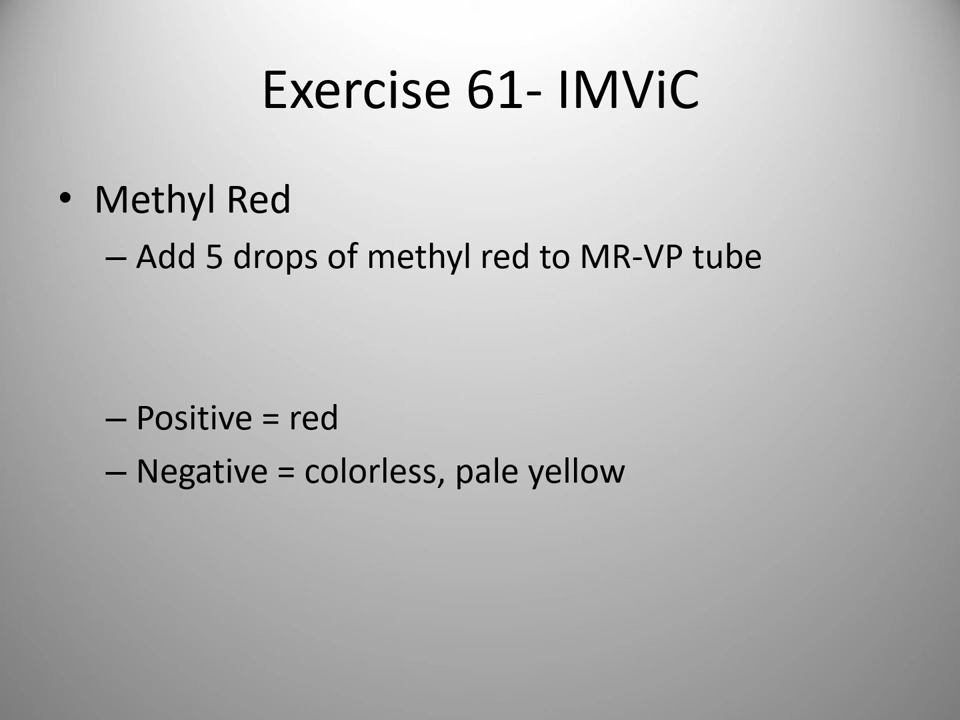 Exercise 61- IMViC
• Methyl Red
– Add 5 drops of methyl red to MR-VP tube
– Positive = red
– Negative = colorless, pale yellow